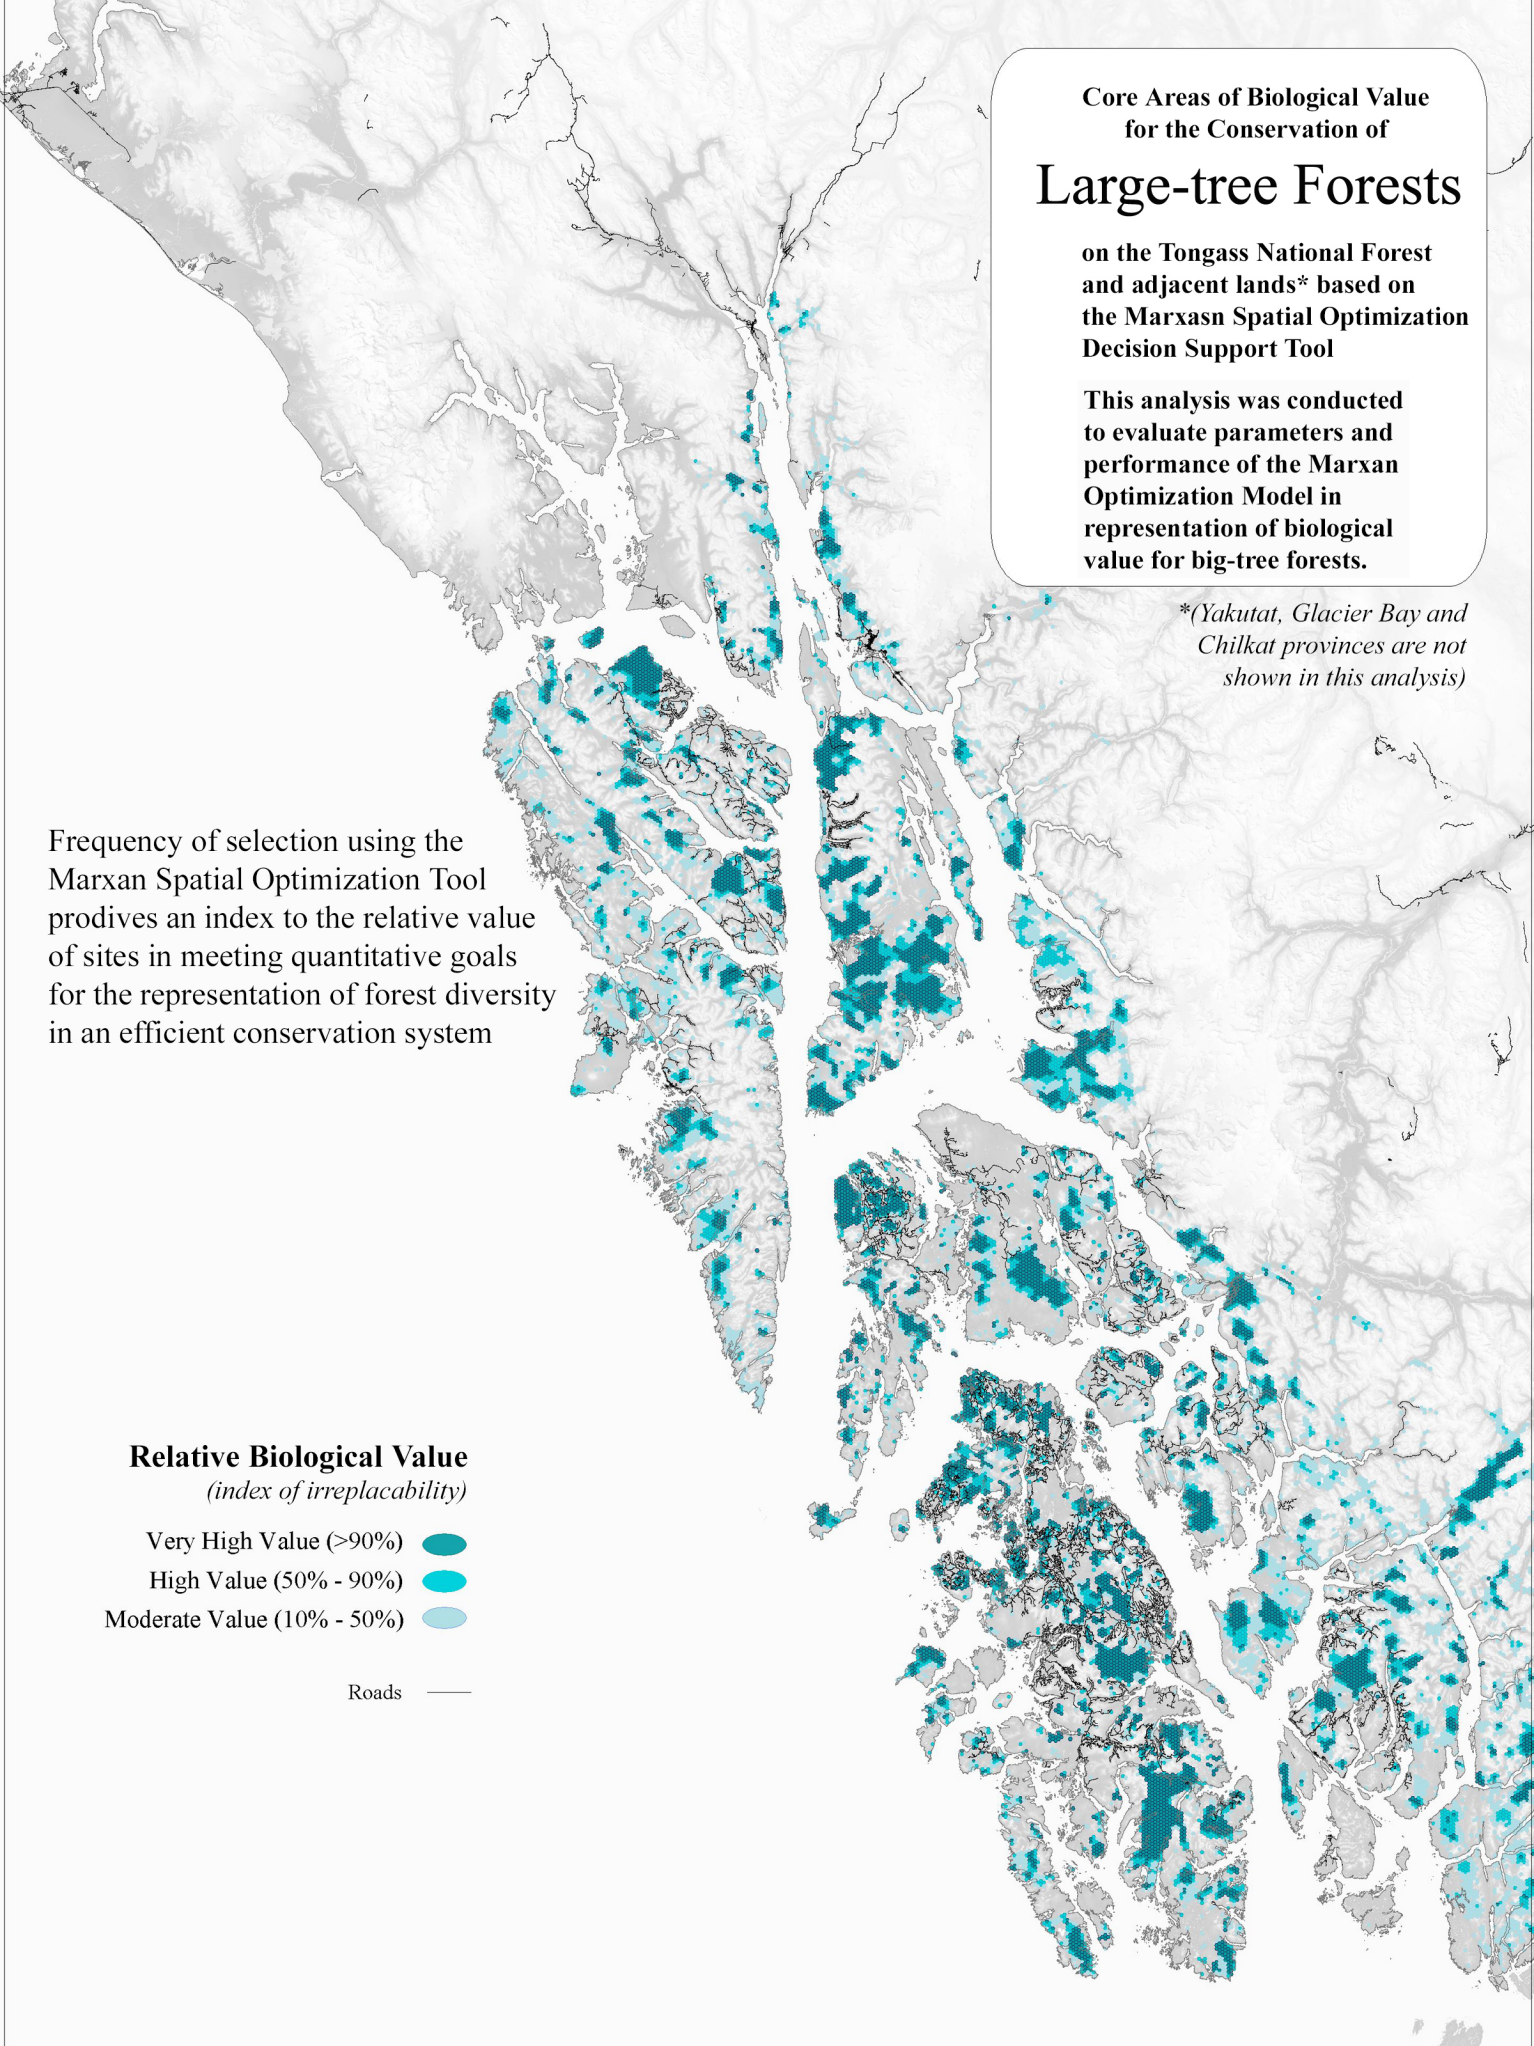 Core Areas of Biological Value
for the Conservation of
Large-tree Forests
on the Tongass National Forest
and adjacent lands* based on
the Marxasn Spatial Optimization
Decision Support Tool
This analysis was conducted
to evaluate parameters and
performance of the Marxan
Optimization Model in
representation of biological
value for big-tree forests.
*(Yakutat, Glacier Bay and
Chilkat provinces are not
shown in this analysis)
Frequency of selection using the
Marxan Spatial Optimization Tool
prodives an index to the relative value
of sites in meeting quantitative goals
for the representation of forest diversity
in an efficient conservation system
Relative Biological Value
(index of irreplacability)
Very High Value (>90%)
High Value (50% - 90%)
Moderate Value (10% - 50%)
Roads